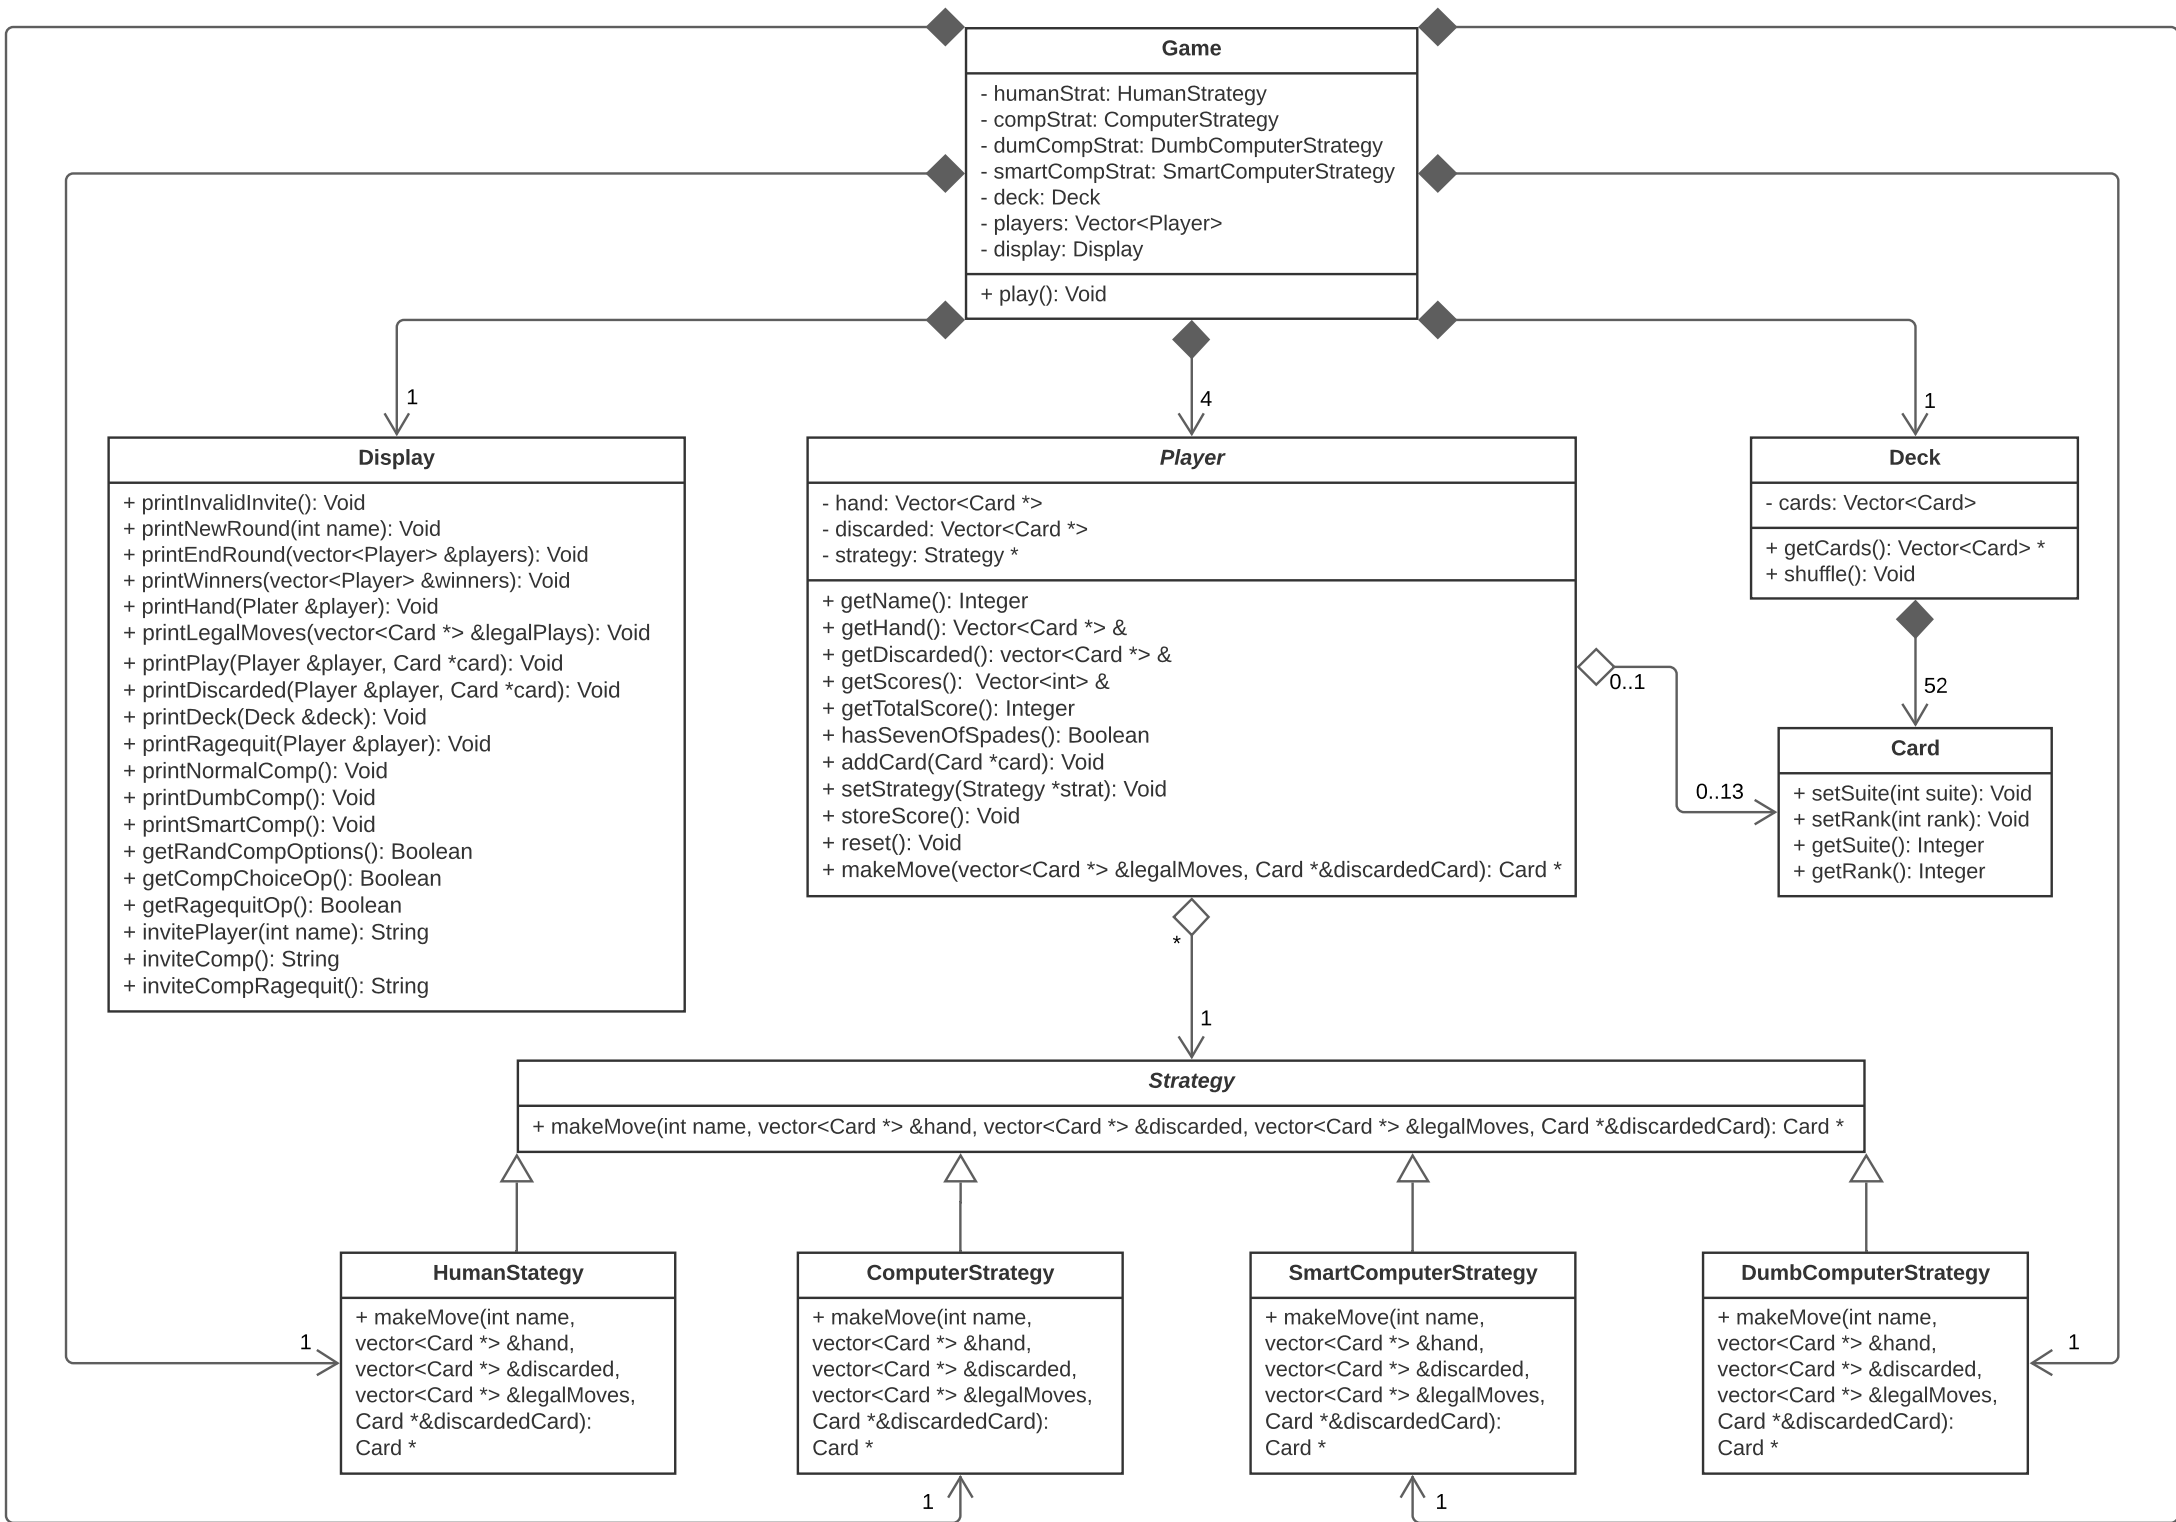 Game
- humanStrat: HumanStrategy
- compStrat: ComputerStrategy
- dumCompStrat: DumbComputerStrategy
- smartCompStrat: SmartComputerStrategy
- deck: Deck
- players: Vector<Player>
- display: Display
+ play(): Void
1
4
1
Display
+ printInvalidInvite(): Void
+ printNewRound(int name): Void
+ printEndRound(vector<Player> &players): Void
+ printWinners(vector<Player> &winners): Void
+ printHand(Plater &player): Void
+ printLegalMoves(vector<Card *> &legalPlays): Void
+ printPlay(Player &player, Card *card): Void
+ printDiscarded(Player &player, Card *card): Void
+ printDeck(Deck &deck): Void
+ printRagequit(Player &player): Void
+ printNormalComp(): Void
+ printDumbComp(): Void
+ printSmartComp(): Void
+ getRandCompOptions(): Boolean
+ getCompChoiceOp(): Boolean
+ getRagequitOp(): Boolean
+ invitePlayer(int name): String
+ inviteComp(): String
+ inviteCompRagequit(): String
Player
- hand: Vector<Card *>
- discarded: Vector<Card *>
- strategy: Strategy *
+ getName(): Integer
+ getHand(): Vector<Card *> &
+ getDiscarded(): vector<Card *> &
+ getScores():  Vector<int> &
+ getTotalScore(): Integer
+ hasSevenOfSpades(): Boolean
+ addCard(Card *card): Void
+ setStrategy(Strategy *strat): Void
+ storeScore(): Void
+ reset(): Void
+ makeMove(vector<Card *> &legalMoves, Card *&discardedCard): Card *
Deck
- cards: Vector<Card>
+ getCards(): Vector<Card> *
+ shuffle(): Void
0..1
52
0..13
Card
+ setSuite(int suite): Void
+ setRank(int rank): Void
+ getSuite(): Integer
+ getRank(): Integer
*
1
Strategy
+ makeMove(int name, vector<Card *> &hand, vector<Card *> &discarded, vector<Card *> &legalMoves, Card *&discardedCard): Card *
HumanStategy
+ makeMove(int name,
vector<Card *> &hand,
vector<Card *> &discarded,
vector<Card *> &legalMoves,
Card *&discardedCard):
Card *
1
ComputerStrategy
+ makeMove(int name,
vector<Card *> &hand,
vector<Card *> &discarded,
vector<Card *> &legalMoves,
Card *&discardedCard):
Card *
1
SmartComputerStrategy
+ makeMove(int name,
vector<Card *> &hand,
vector<Card *> &discarded,
vector<Card *> &legalMoves,
Card *&discardedCard):
Card *
1
DumbComputerStrategy
+ makeMove(int name,
vector<Card *> &hand,
vector<Card *> &discarded,
vector<Card *> &legalMoves,
Card *&discardedCard):
Card *
1